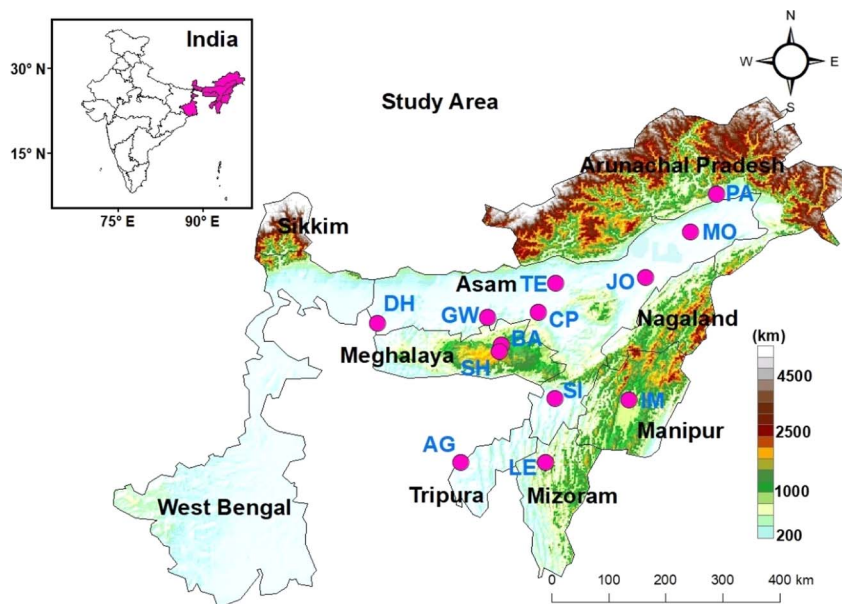 India
30° N
15° N
75° E
90° E
Study Area
N
W
E
S
Arunachal Pradesh
PA
Sikkim
MO
Assam
TE
JO
DH
GW
CP
Nagaland
BA
Meghalaya
SH
(km)
4500
2500
1000
200
SI
IM
Manipur
AG
LE
Tripura
Mizoram
West Bengal
0
100
200
300
400 km